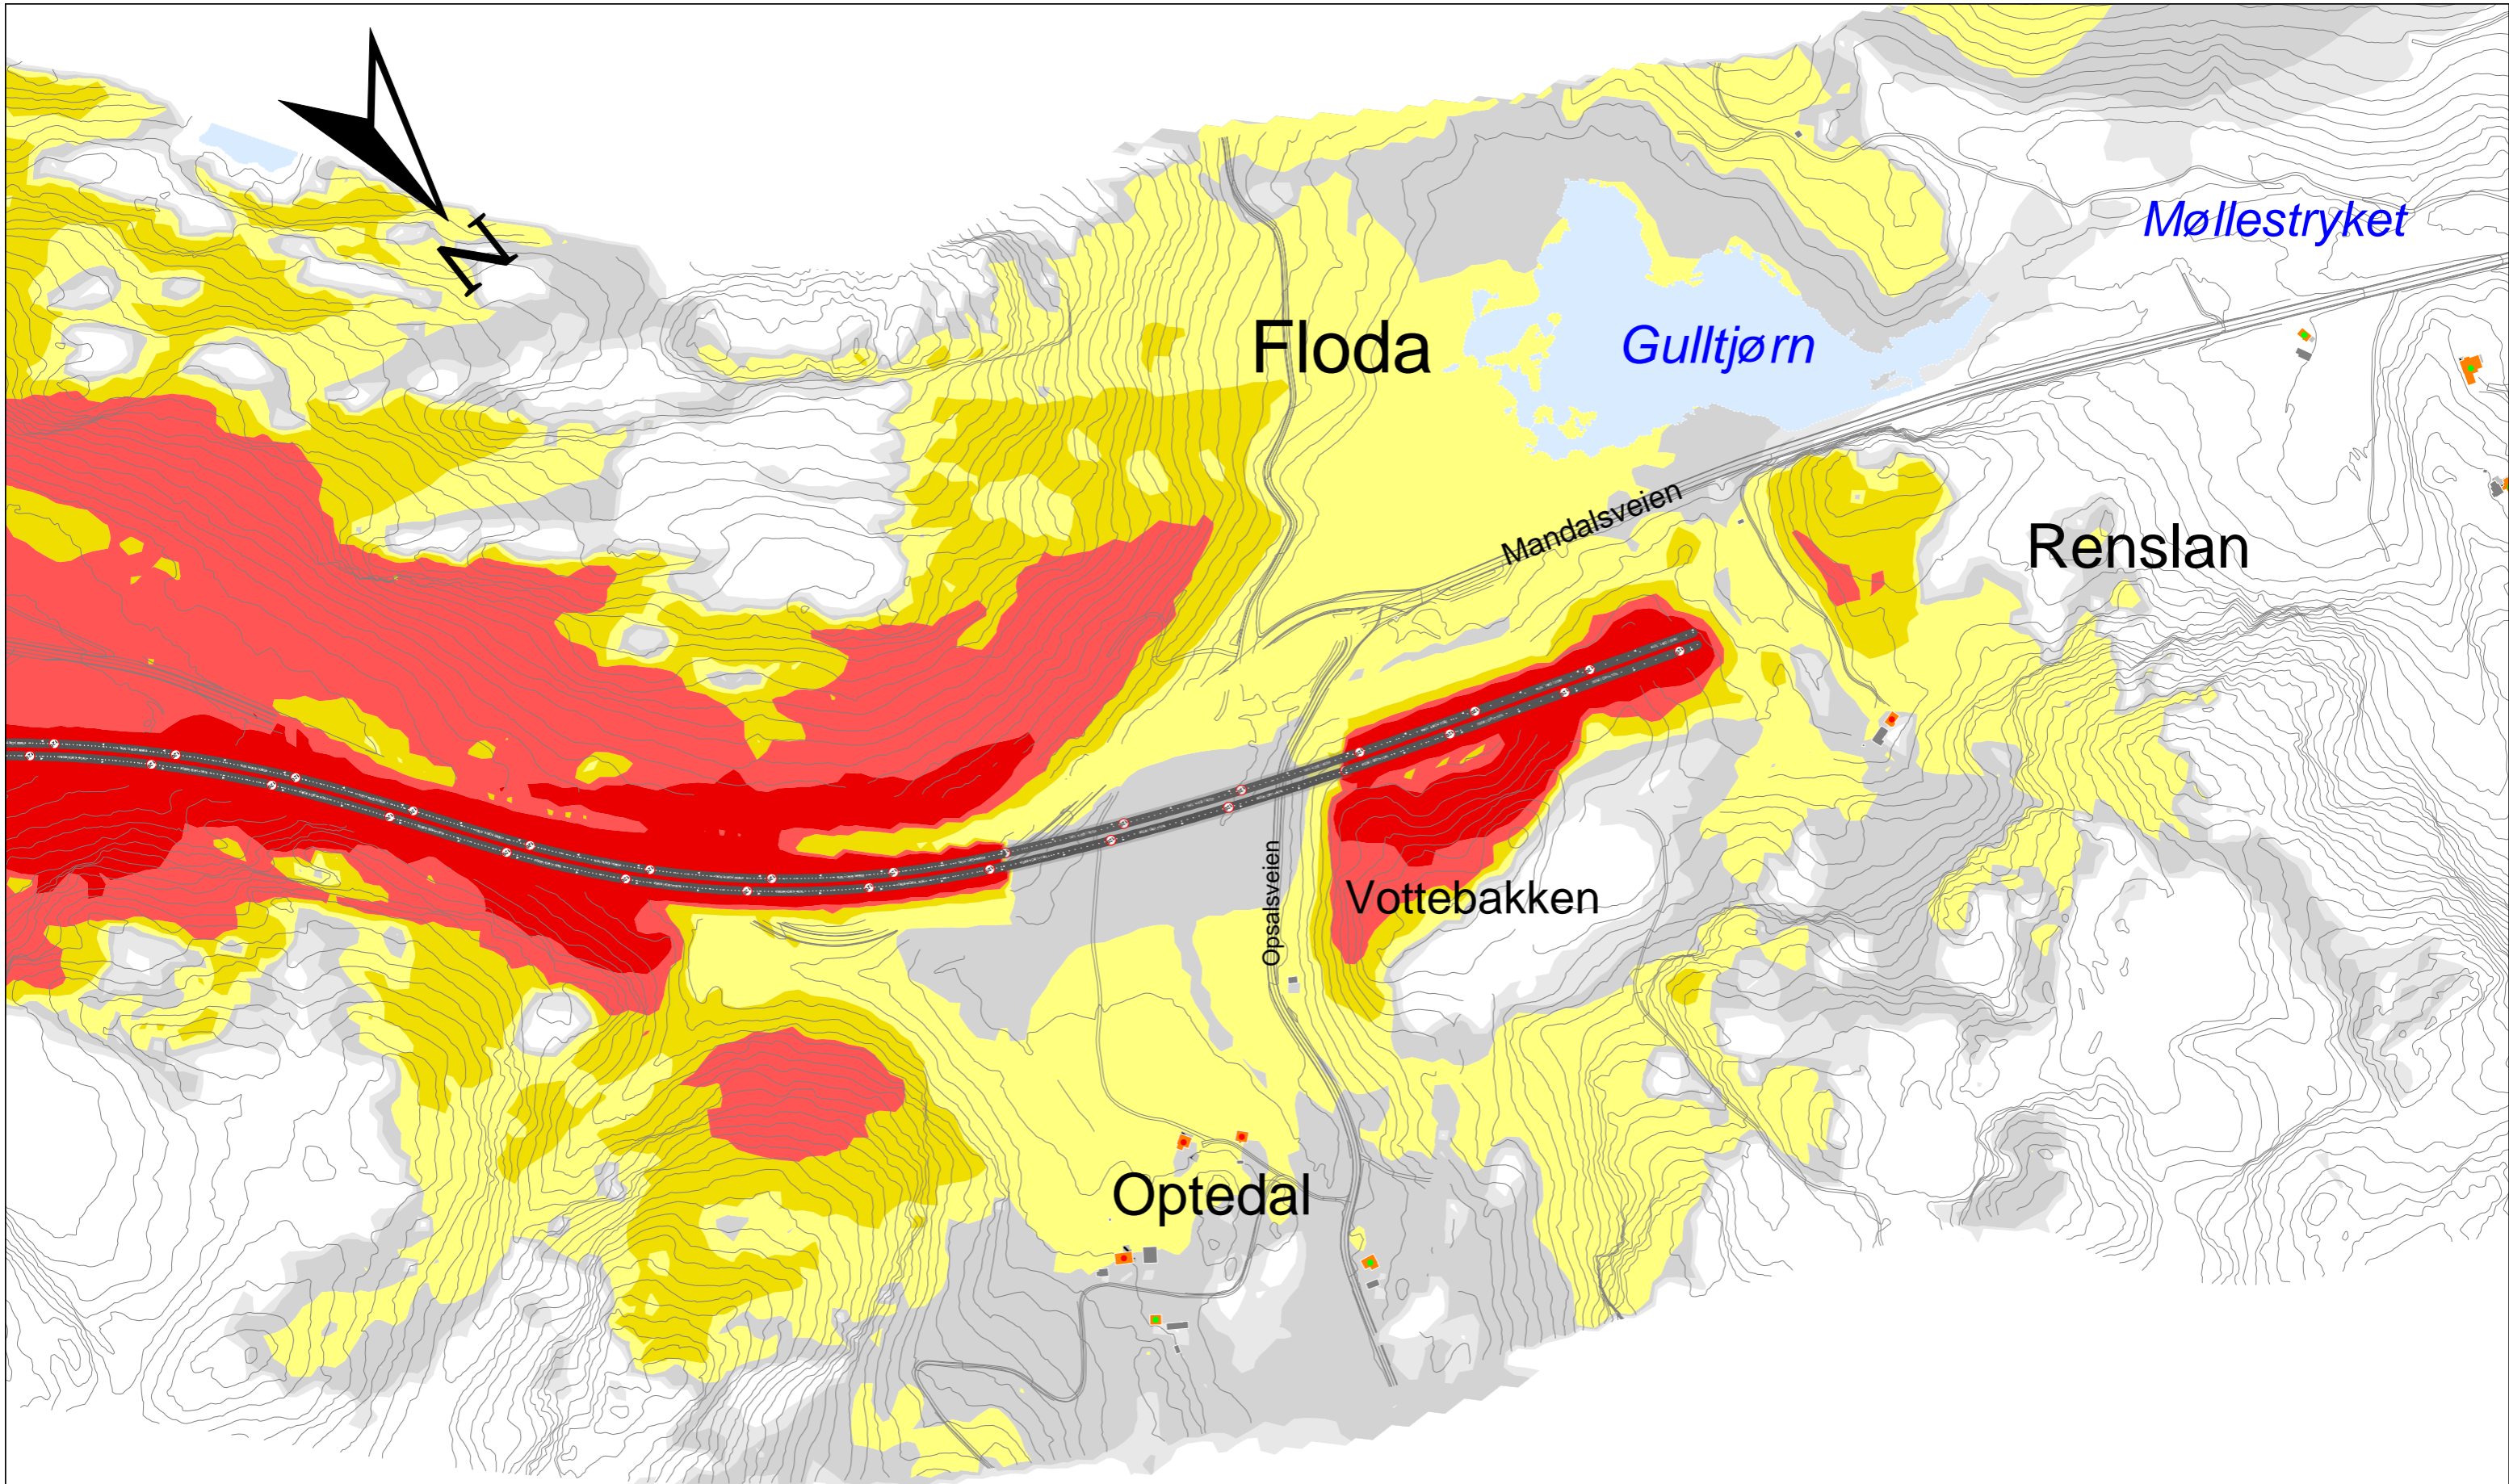 N
Møllestryket
Floda
Gulltjørn
Mandalsveien
Renslan
Opsalsveien
Vottebakken
Optedal